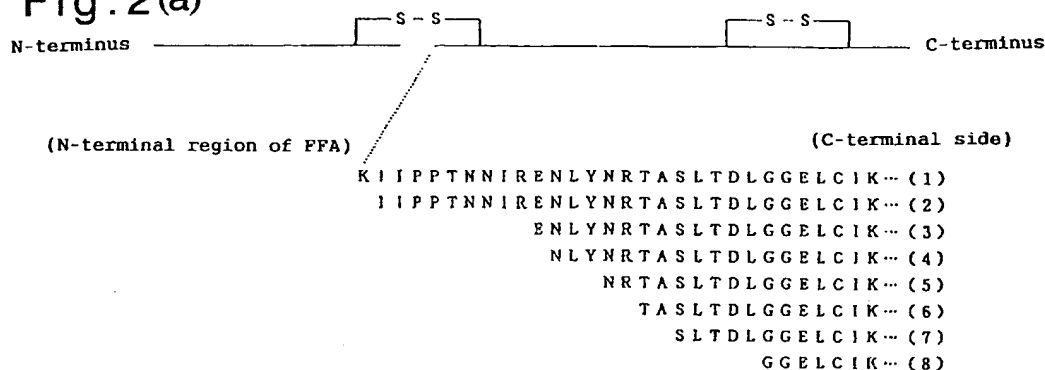 Fig.2(a)
S-S S-S
N-terminus C-terminus
(N-terminal region of FFA) (C-terminal side)
KIIPPTNNIRENLYNRTASLTDLGGELCIK… (1)
IIPPTNNIRENLYNRTASLTDLGGELCIK… (2)
ENLYNRTASLTDLGGELCIK… (3)
NLYNRTASLTDLGGELCIK… (4)
NRTASLTDLGGELCIK… (5)
TASLTDLGGELCIK… (6)
SLTDLGGELCIK… (7)
GGELCIK… (8)